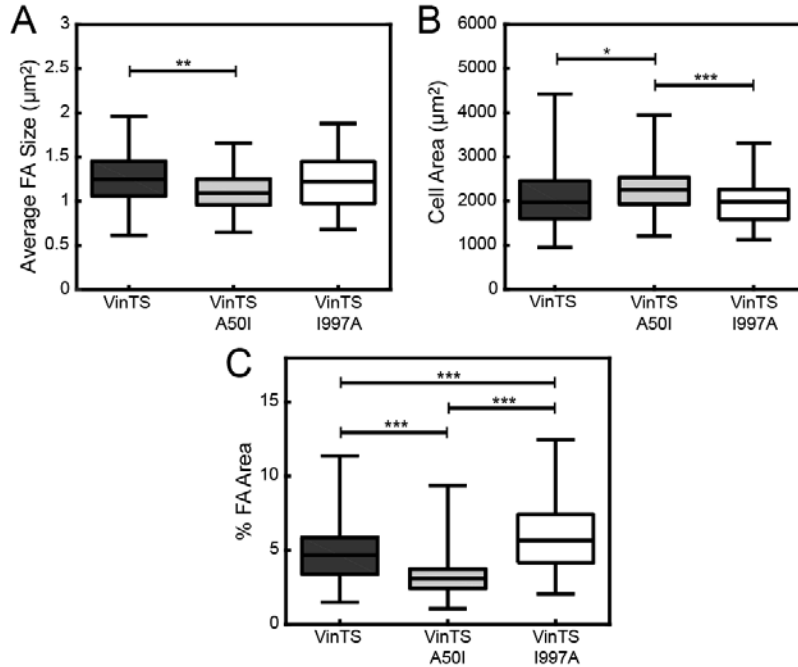 A
Average FA Size (µm²)
3
2.5
2
1.5
1
0.5
0
**
VinTS
VinTS
A50I
VinTS
I997A
B
Cell Area (µm²)
6000
5000
4000
3000
2000
1000
0
*
***
VinTS
VinTS
A50I
VinTS
I997A
C
% FA Area
15
10
5
0
***
***
***
VinTS
VinTS
A50I
VinTS
I997A